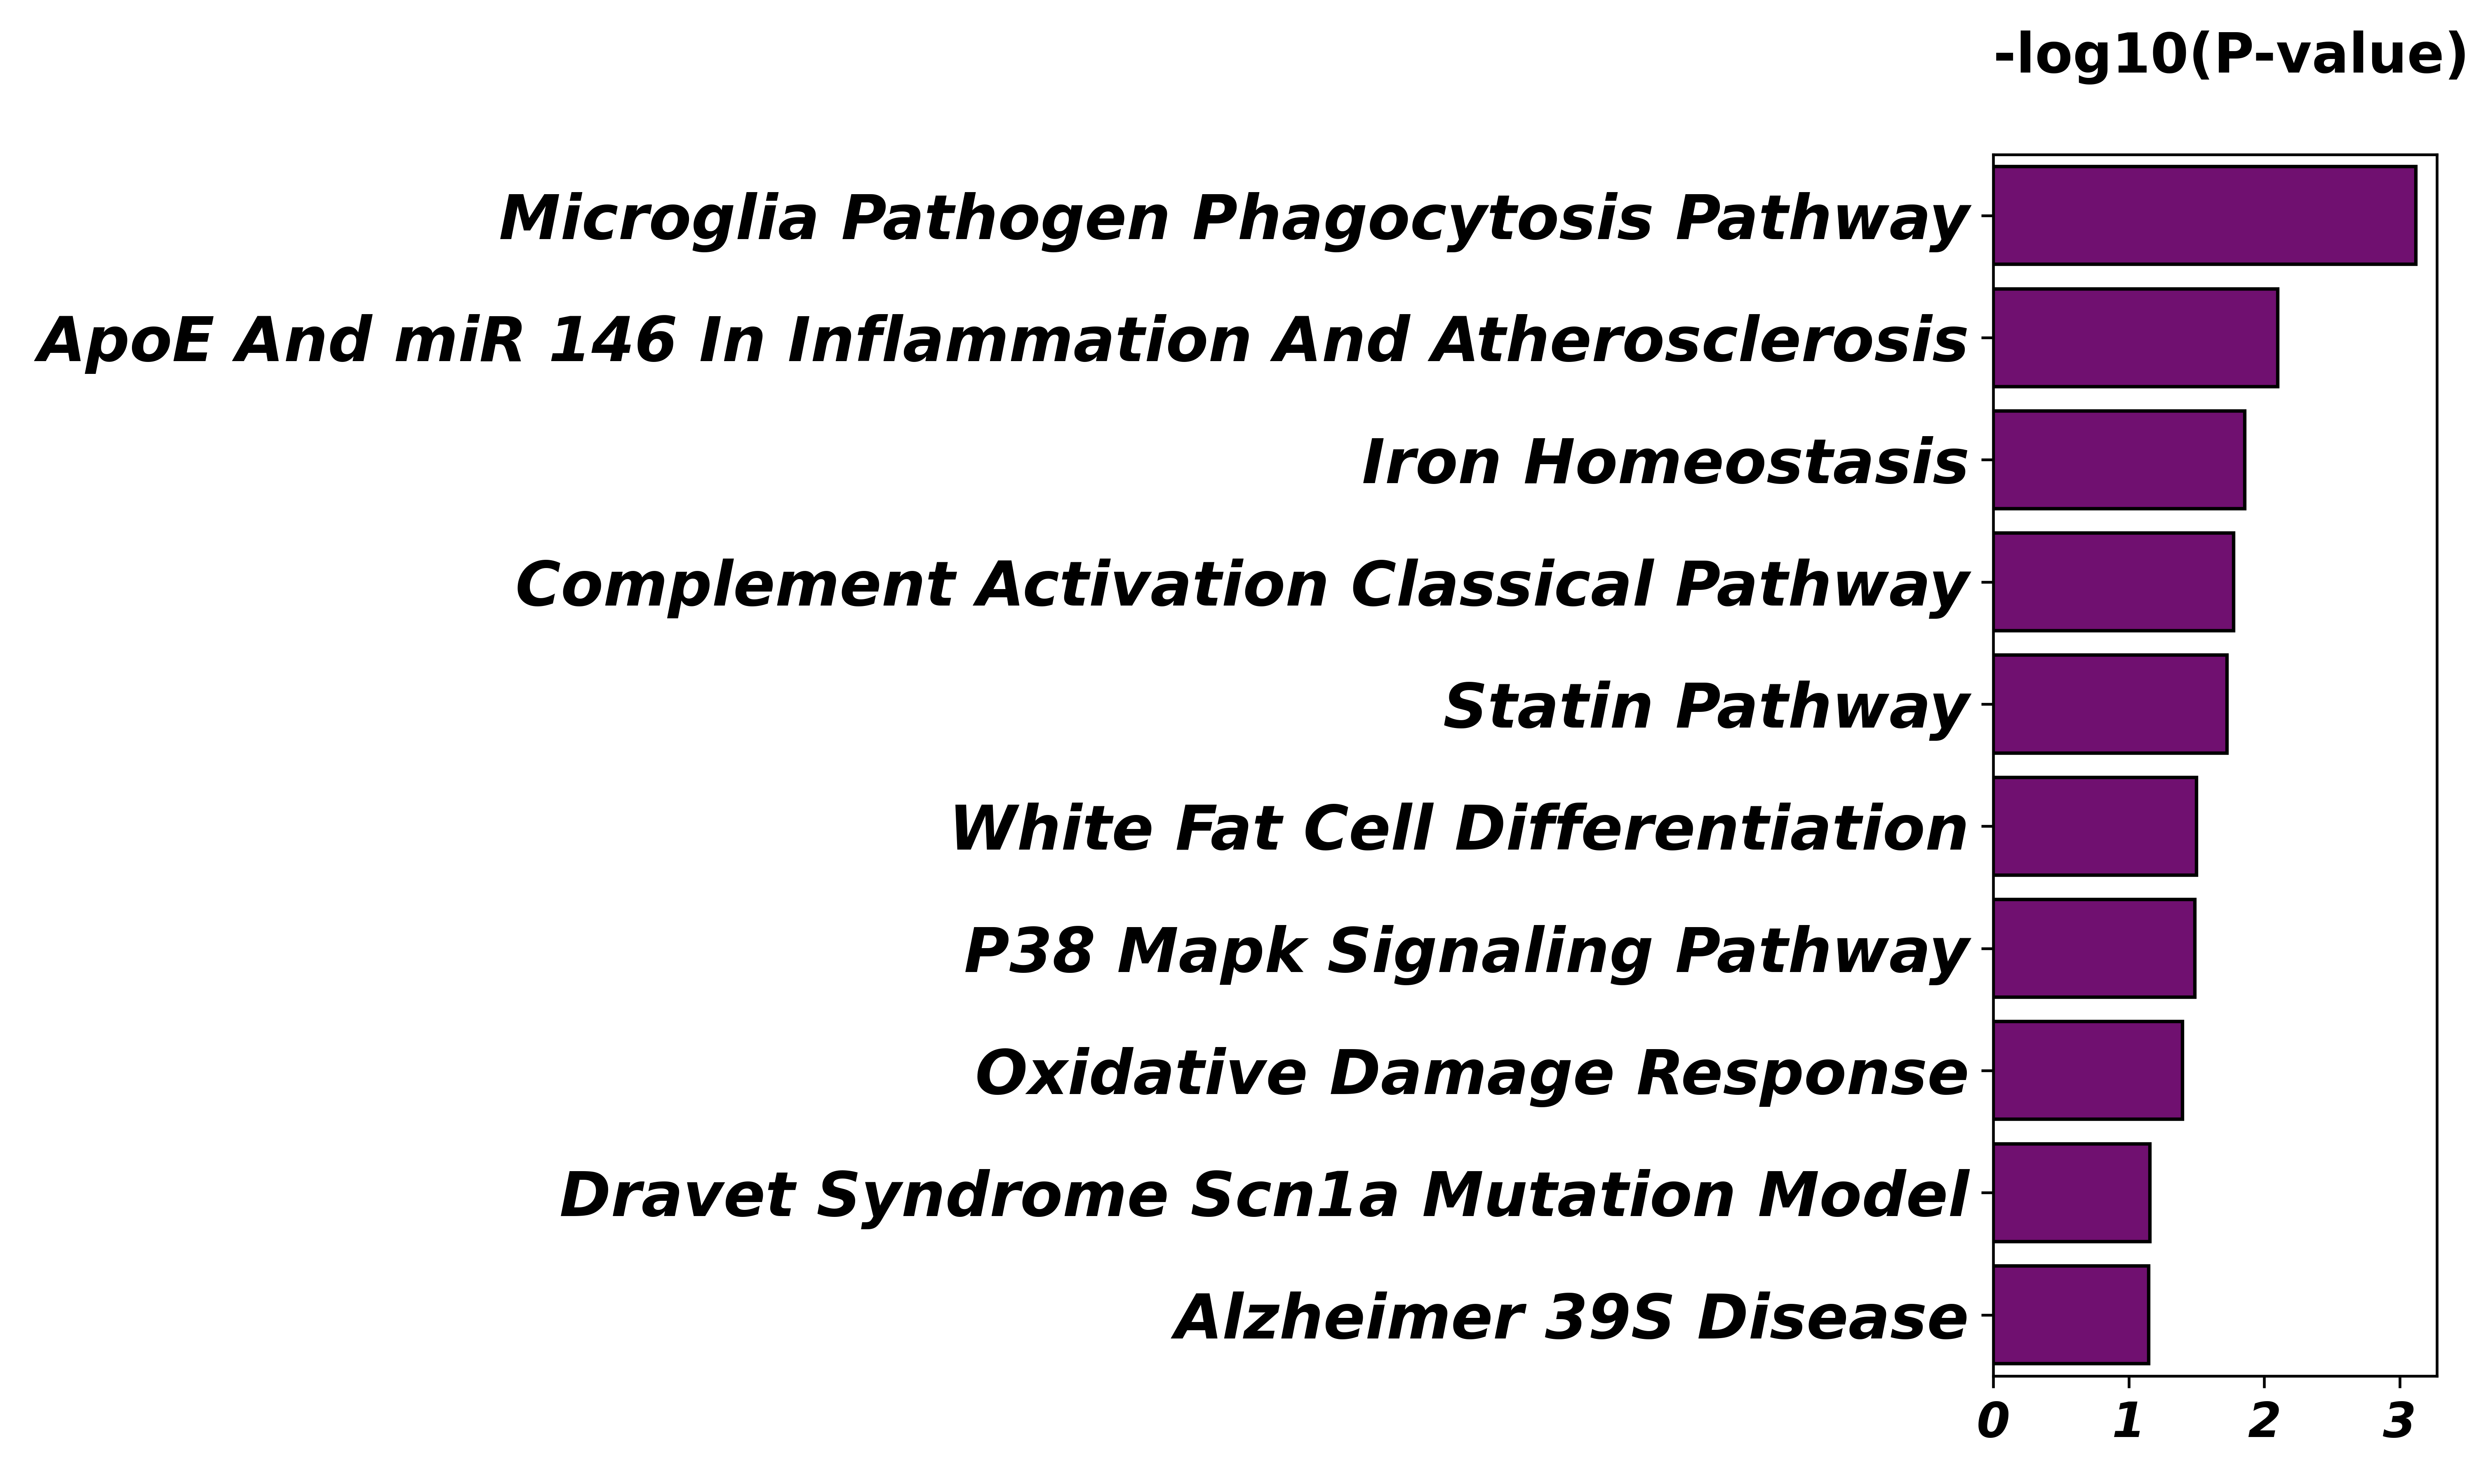 -log10(P-value)
Microglia Pathogen Phagocytosis Pathway
ApoE And miR 146 In Inflammation And Atherosclerosis
Iron Homeostasis
Complement Activation Classical Pathway
Statin Pathway
White Fat Cell Differentiation
P38 Mapk Signaling Pathway
Oxidative Damage Response
Dravet Syndrome Scn1a Mutation Model
Alzheimer 39S Disease
0 1 2 3